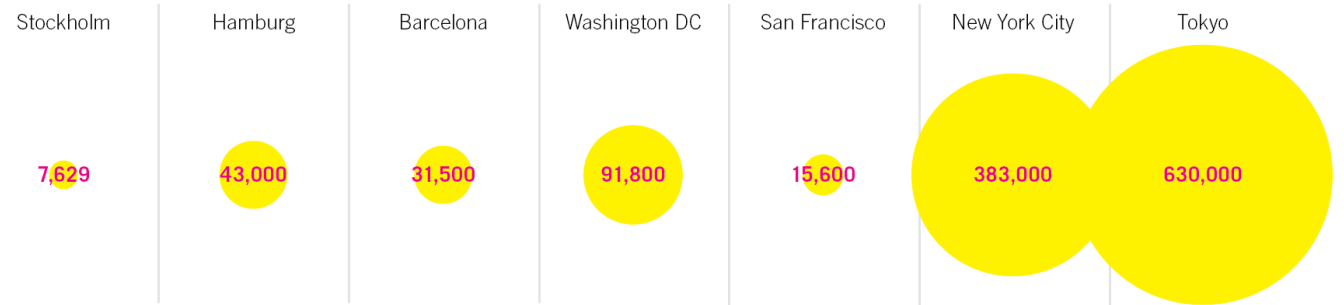 Stockholm
Hamburg
Barcelona
Washington DC
San Francisco
New York City
Tokyo
7,629
43,000
31,500
91,800
15,600
383,000
630,000